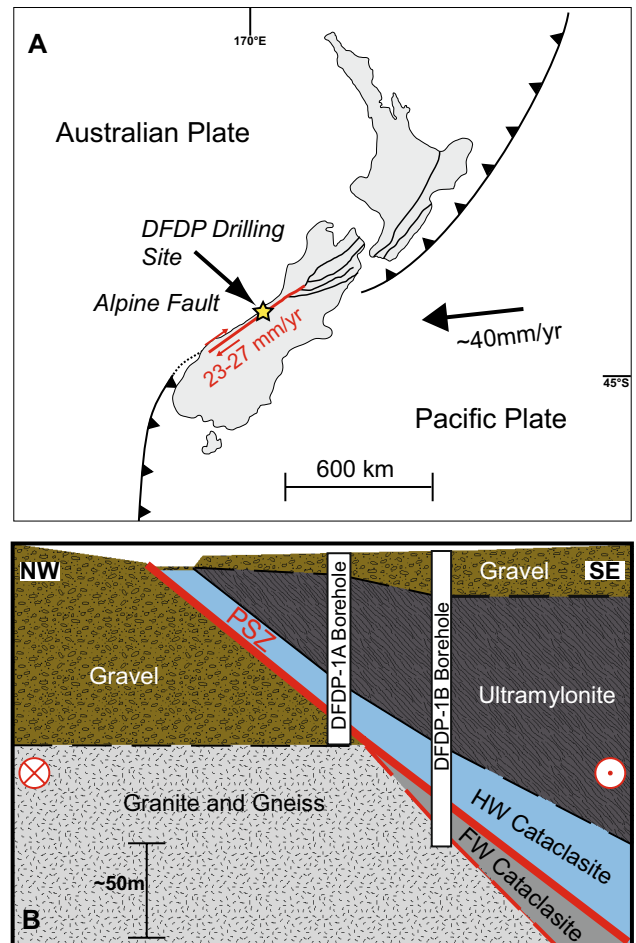 A
170°E
Australian Plate
DFDP Drilling
Site
Alpine Fault
23-27 mm/yr
~40mm/yr
45°S
Pacific Plate
600 km
NW
SE
Gravel
PSZ
DFDP-1A Borehole
DFDP-1B Borehole
Gravel
Ultramylonite
Granite and Gneiss
HW Cataclasite
FW Cataclasite
~50m
B